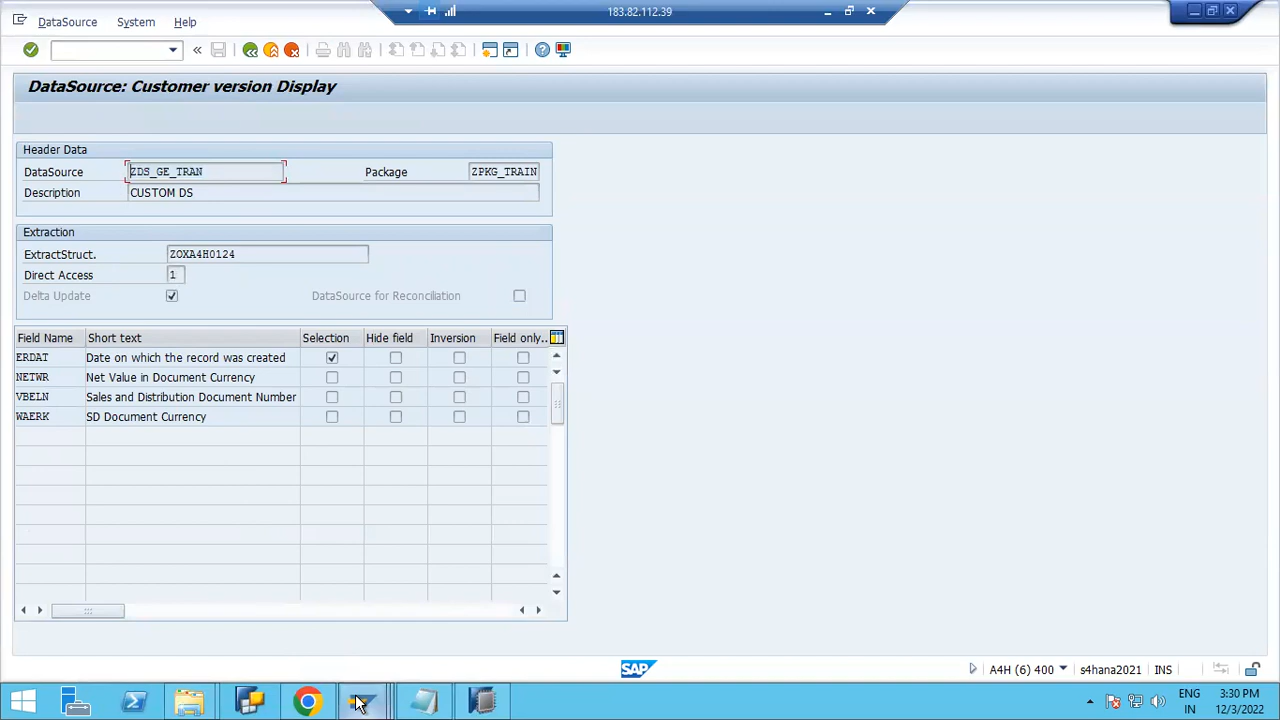 183.82.112.39
DataSource System Help
DataSource: Customer version Display
Header Data
DataSource ZDS_GE_TRAN Package ZPKG_TRAIN
Description CUSTOM DS
Extraction
ExtractStruct. ZOXA4H0124
Direct Access 1
Delta Update DataSource for Reconciliation
Field Name Short text Selection Hide field Inversion Field only..
ERDAT Date on which the record was created
NETWR Net Value in Document Currency
VBELN Sales and Distribution Document Number
WAERK SD Document Currency
SAP A4H (6) 400 s4hana2021 INS
ENG 3:30 PM
IN 12/3/2022